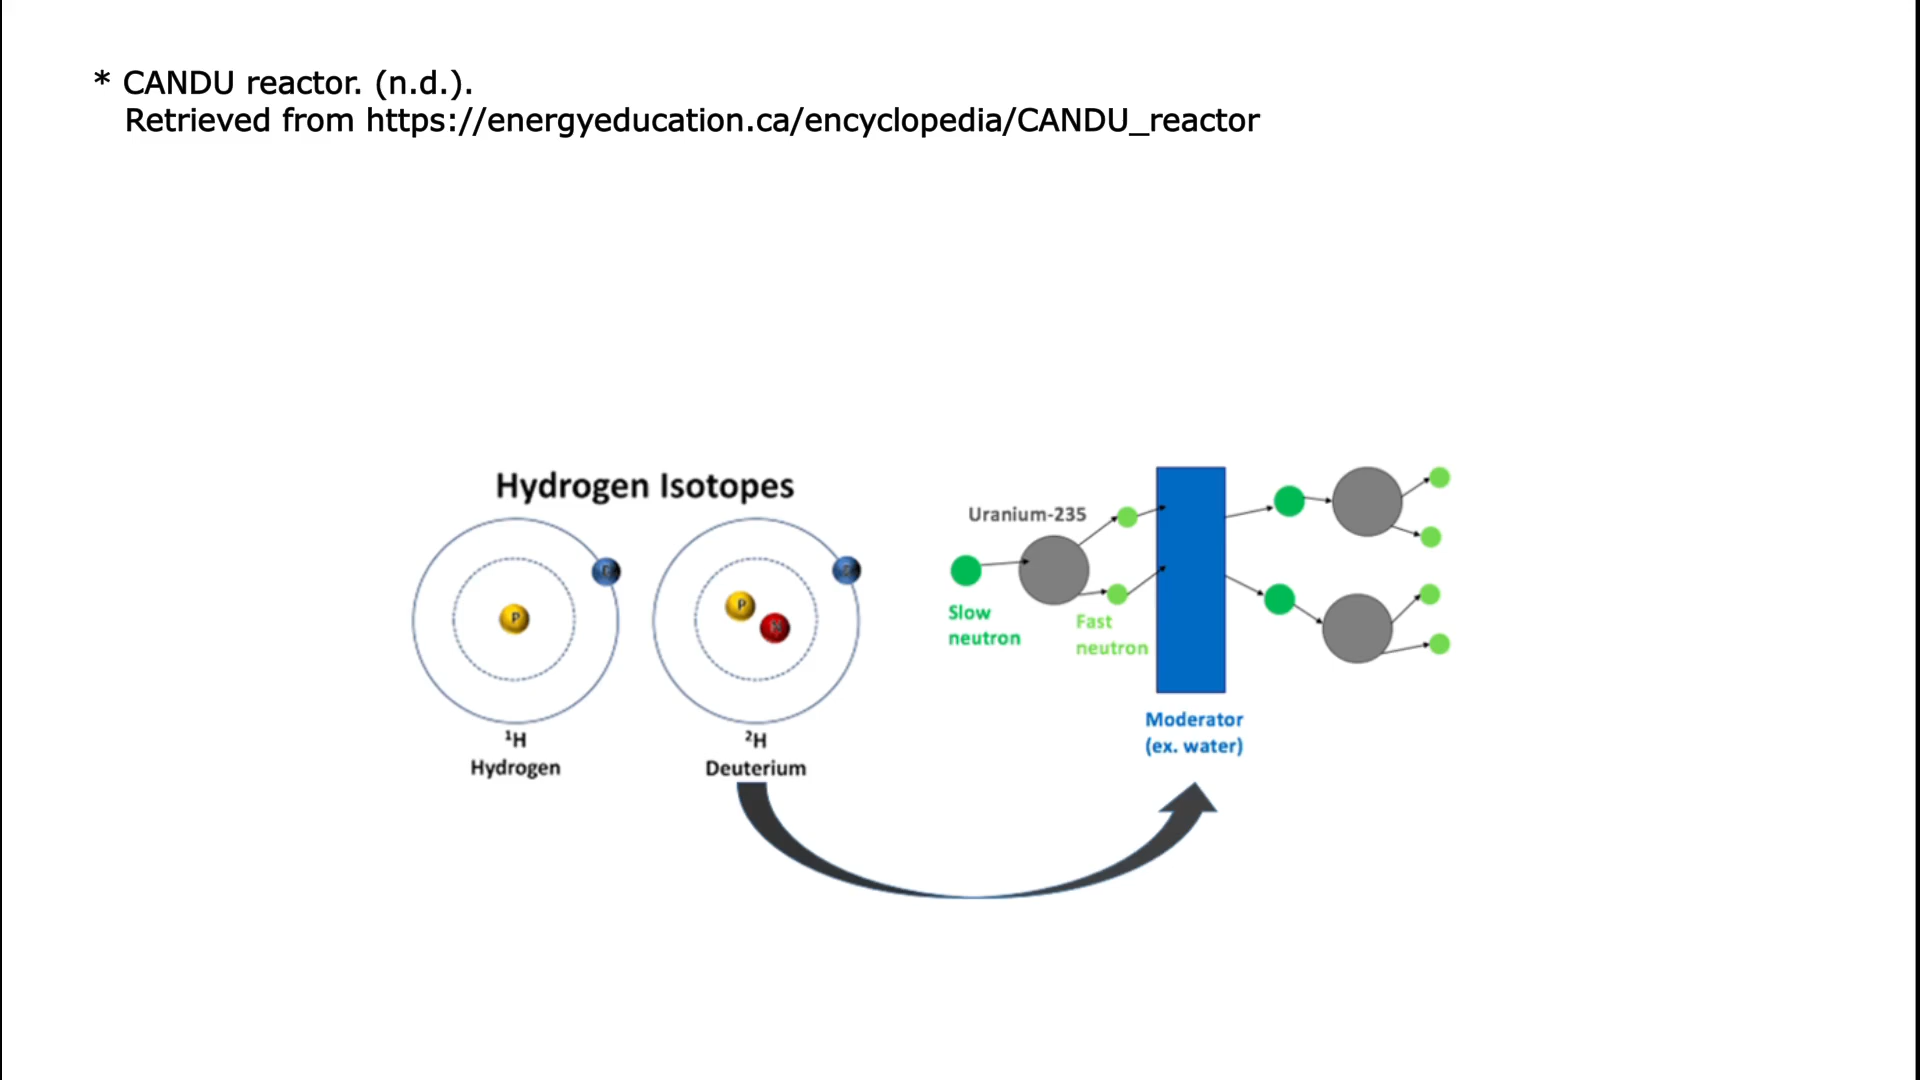 * CANDU reactor. (n.d.).
Retrieved from https://energyeducation.ca/encyclopedia/CANDU_reactor
Hydrogen Isotopes
P
P
N
¹H
Hydrogen
²H
Deuterium
Uranium-235
Slow
neutron
Fast
neutron
Moderator
(ex. water)